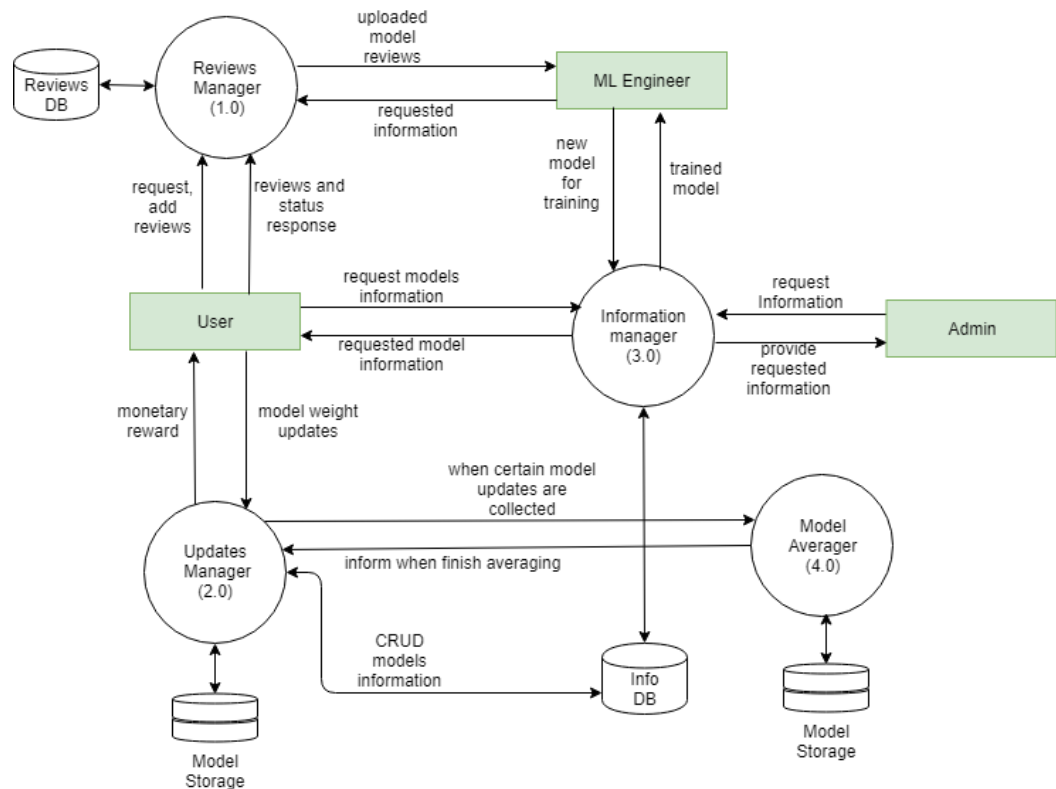 uploaded
model
reviews
Reviews
DB
Reviews
Manager
(1.0)
ML Engineer
requested
information
request,
add
reviews
reviews and
status
response
new
model
for
training
trained
model
request models
information
request
Information
User
Information
manager
(3.0)
Admin
requested model
information
provide
requested
information
monetary
reward
model weight
updates
when certain model
updates are
collected
Updates
Manager
(2.0)
Model
Averager
(4.0)
inform when finish averaging
CRUD
models
information
Info
DB
Model
Storage
Model
Storage